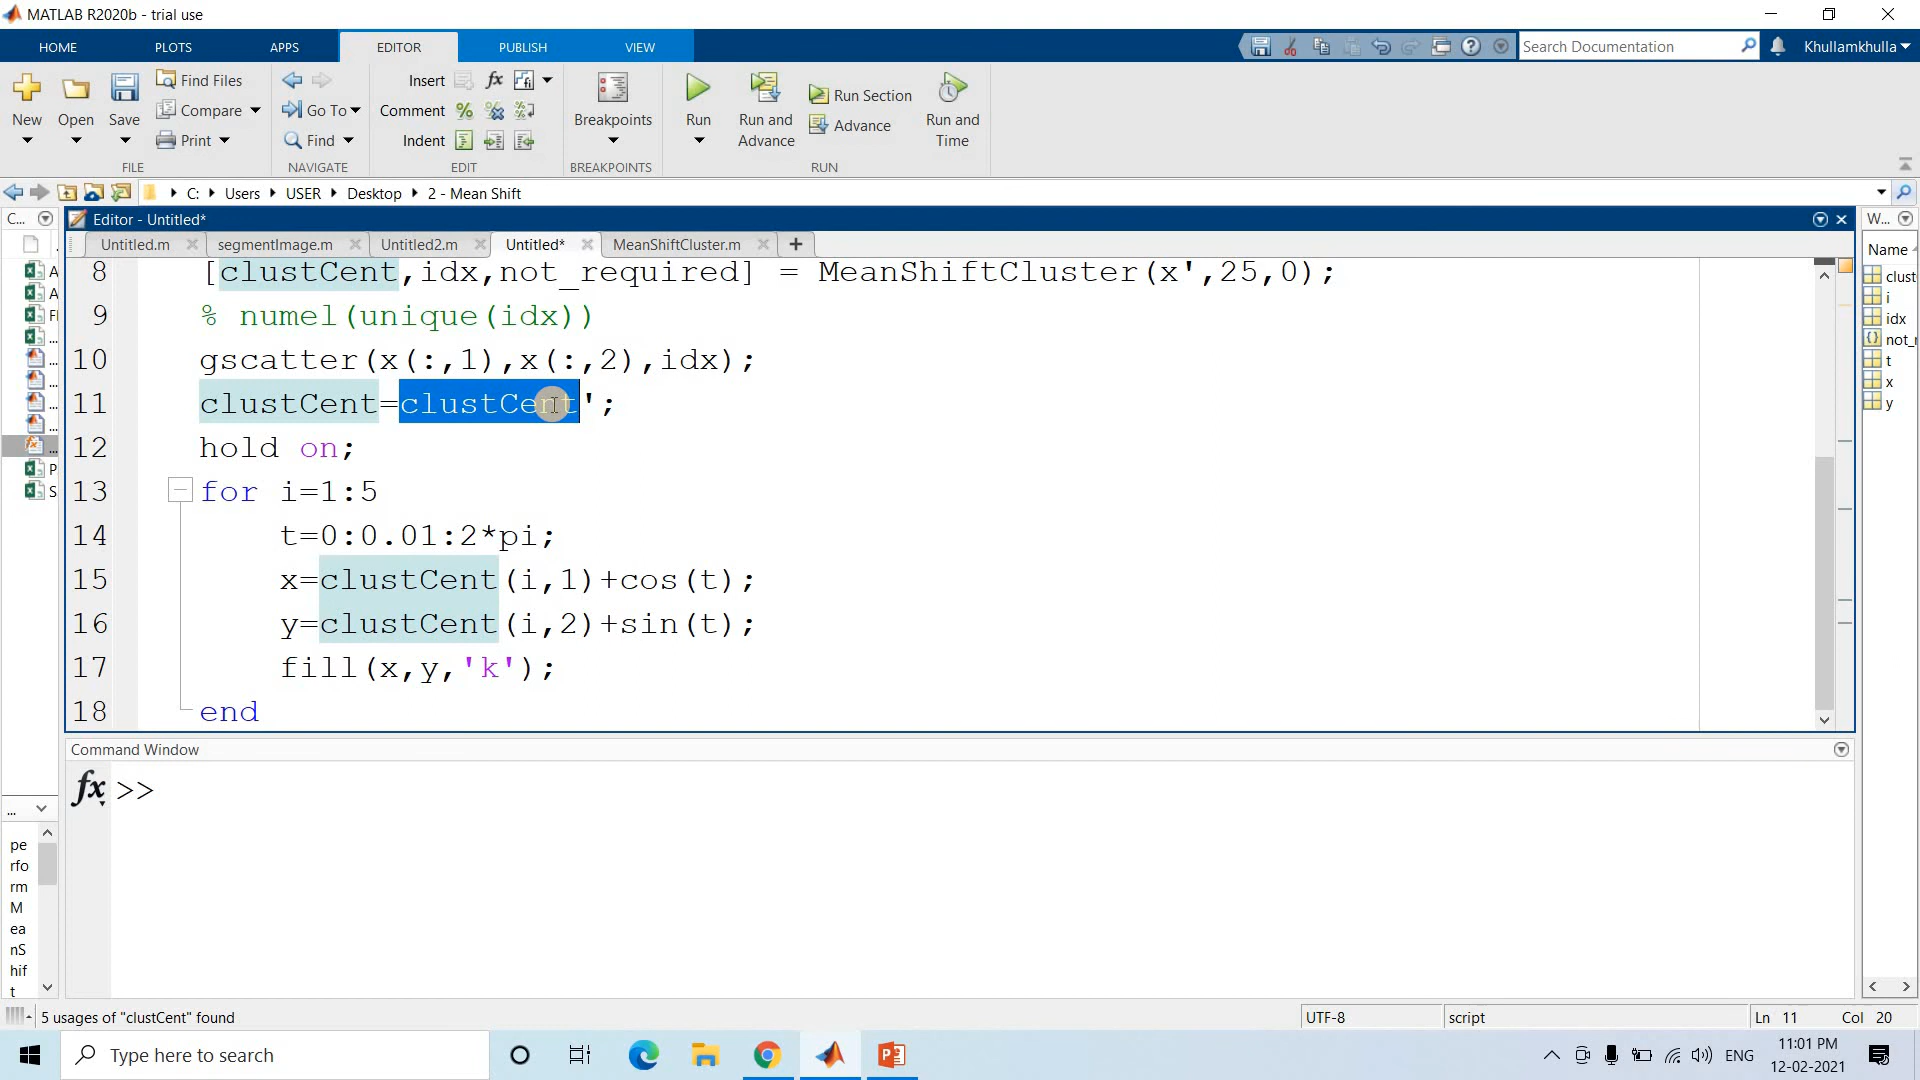 MATLAB R2020b - trial use
HOME PLOTS APPS EDITOR PUBLISH VIEW
Search Documentation
Khullamkhulla
New
Open
Save
Find Files
Compare
Print
FILE
Go To
Find
NAVIGATE
Insert
Comment
Indent
EDIT
Breakpoints
BREAKPOINTS
Run
Run and Advance
Run Section
Advance
Run and Time
RUN
C: Users USER Desktop 2 - Mean Shift
C...
Editor - Untitled*
W...
Untitled.m segmentImage.m Untitled2.m Untitled* MeanShiftCluster.m
8 [clustCent,idx,not_required] = MeanShiftCluster(x',25,0);
9 % numel(unique(idx))
10 gscatter(x(:,1),x(:,2),idx);
11 clustCent=clustCent';
12 hold on;
13 for i=1:5
14 t=0:0.01:2*pi;
15 x=clustCent(i,1)+cos(t);
16 y=clustCent(i,2)+sin(t);
17 fill(x,y,'k');
18 end
Name
clust
i
idx
not_r
t
x
y
Command Window
fx >>
...
pe
rfo
rm
M
ea
nS
hif
t
5 usages of "clustCent" found
UTF-8
script
Ln 11 Col 20
Type here to search
ENG
11:01 PM
12-02-2021